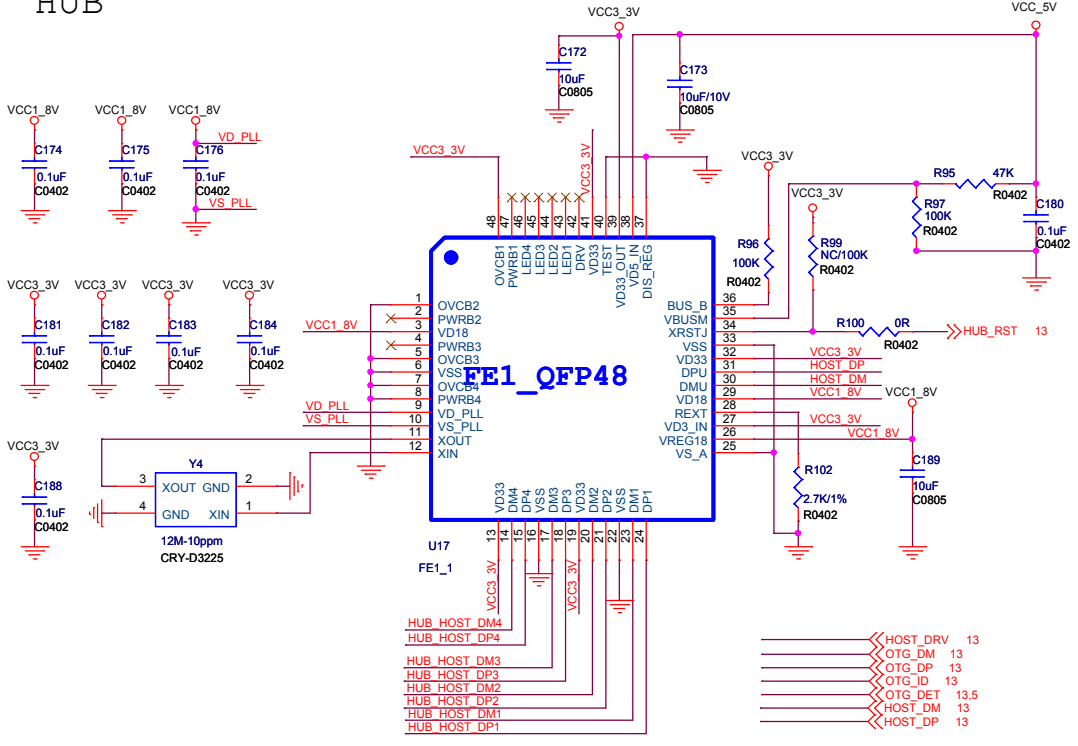 HUB
VCC3_3V
VCC_5V
C172
10uF
C0805
C173
10uF/10V
C0805
VCC1_8V
C174
0.1uF
C0402
VCC1_8V
C175
0.1uF
C0402
VCC1_8V
VD_PLL
C176
0.1uF
C0402
VS_PLL
VCC3_3V
VCC3_3V
VCC3_3V
VCC3_3V
R95
47K
R0402
R97
100K
R0402
C180
0.1uF
C0402
R96
100K
R0402
R99
NC/100K
R0402
48
47
46
45
44
43
42
41
40
39
38
37
OVCB1
PWRB1
LED4
LED3
LED2
LED1
DRV
VD33
TEST
VD33_OUT
VD5_IN
DIS_REG
VCC3_3V
C181
0.1uF
C0402
VCC3_3V
C182
0.1uF
C0402
VCC3_3V
C183
0.1uF
C0402
VCC3_3V
C184
0.1uF
C0402
VCC1_8V
VD_PLL
VS_PLL
1 OVCB2
2 PWRB2
3 VD18
4 PWRB3
5 OVCB3
6 VSS
7 OVCB4
8 PWRB4
9 VD_PLL
10 VS_PLL
11 XOUT
12 XIN
FE1_QFP48
BUS_B 36
VBUSM 35
XRSTJ 34
VSS 33
VD33 32
DPU 31
DMU 30
VD18 29
REXT 28
VD3_IN 27
VREG18 26
VS_A 25
R100
0R
R0402
HUB_RST 13
VCC3_3V
HOST_DP
HOST_DM
VCC1_8V
VCC3_3V
VCC1_8V
VCC1_8V
C189
10uF
C0805
R102
2.7K/1%
R0402
VCC3_3V
C188
0.1uF
C0402
Y4
3 XOUT GND 2
4 GND XIN 1
12M-10ppm
CRY-D3225
VD33
DM4
DP4
VSS
DM3
DP3
VD33
DM2
DP2
VSS
DM1
DP1
13
14
15
16
17
18
19
20
21
22
23
24
U17
FE1_1
VCC3_3V
VCC3_3V
HUB_HOST_DM4
HUB_HOST_DP4
HUB_HOST_DM3
HUB_HOST_DP3
HUB_HOST_DM2
HUB_HOST_DP2
HUB_HOST_DM1
HUB_HOST_DP1
HOST_DRV 13
OTG_DM 13
OTG_DP 13
OTG_ID 13
OTG_DET 13,5
HOST_DM 13
HOST_DP 13